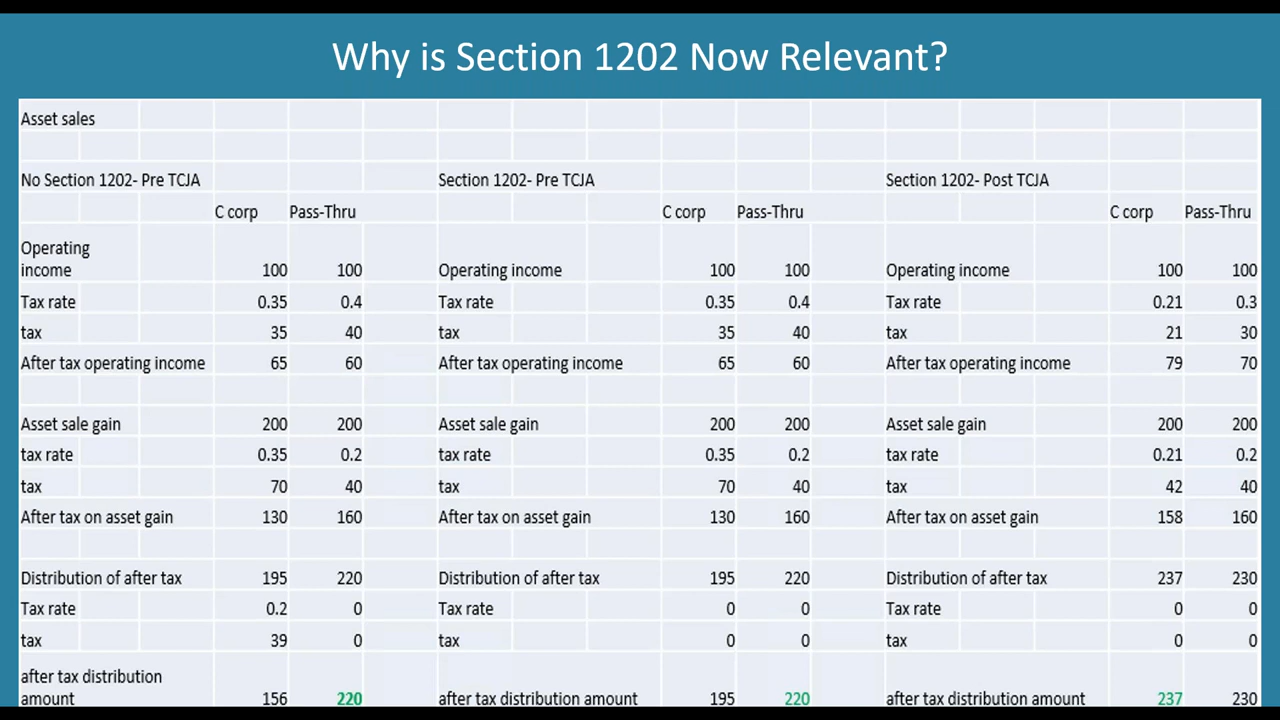 Why is Section 1202 Now Relevant?
Asset sales
No Section 1202- Pre TCJA Section 1202- Pre TCJA Section 1202- Post TCJA
C corp Pass-Thru C corp Pass-Thru C corp Pass-Thru
Operating
income 100 100 Operating income 100 100 Operating income 100 100
Tax rate 0.35 0.4 Tax rate 0.35 0.4 Tax rate 0.21 0.3
tax 35 40 tax 35 40 tax 21 30
After tax operating income 65 60 After tax operating income 65 60 After tax operating income 79 70
Asset sale gain 200 200 Asset sale gain 200 200 Asset sale gain 200 200
tax rate 0.35 0.2 tax rate 0.35 0.2 tax rate 0.21 0.2
tax 70 40 tax 70 40 tax 42 40
After tax on asset gain 130 160 After tax on asset gain 130 160 After tax on asset gain 158 160
Distribution of after tax 195 220 Distribution of after tax 195 220 Distribution of after tax 237 230
Tax rate 0.2 0 Tax rate 0 0 Tax rate 0 0
tax 39 0 tax 0 0 tax 0 0
after tax distribution
amount 156 220 after tax distribution amount 195 220 after tax distribution amount 237 230